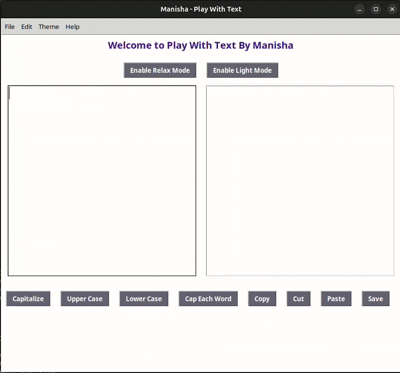 Manisha - Play With Text
File Edit Theme Help
Welcome to Play With Text By Manisha
Enable Relax Mode Enable Light Mode
Capitalize Upper Case Lower Case Cap Each Word Copy Cut Paste Save